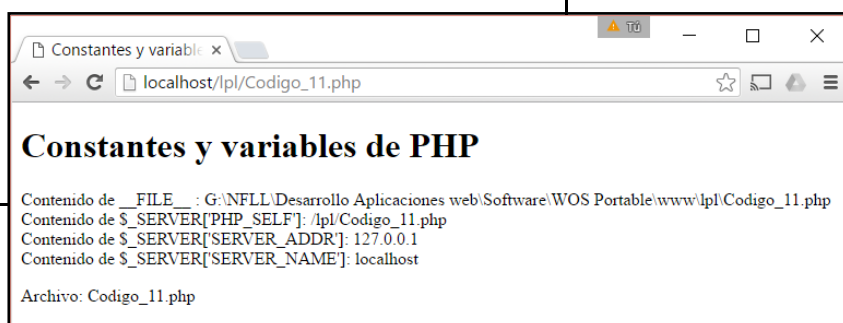 Tú
Constantes y variable
localhost/lpl/Codigo_11.php
Constantes y variables de PHP
Contenido de __FILE__ : G:\NFLL\Desarrollo Aplicaciones web\Software\WOS Portable\www\lpl\Codigo_11.php
Contenido de $_SERVER['PHP_SELF']: /lpl/Codigo_11.php
Contenido de $_SERVER['SERVER_ADDR']: 127.0.0.1
Contenido de $_SERVER['SERVER_NAME']: localhost
Archivo: Codigo_11.php